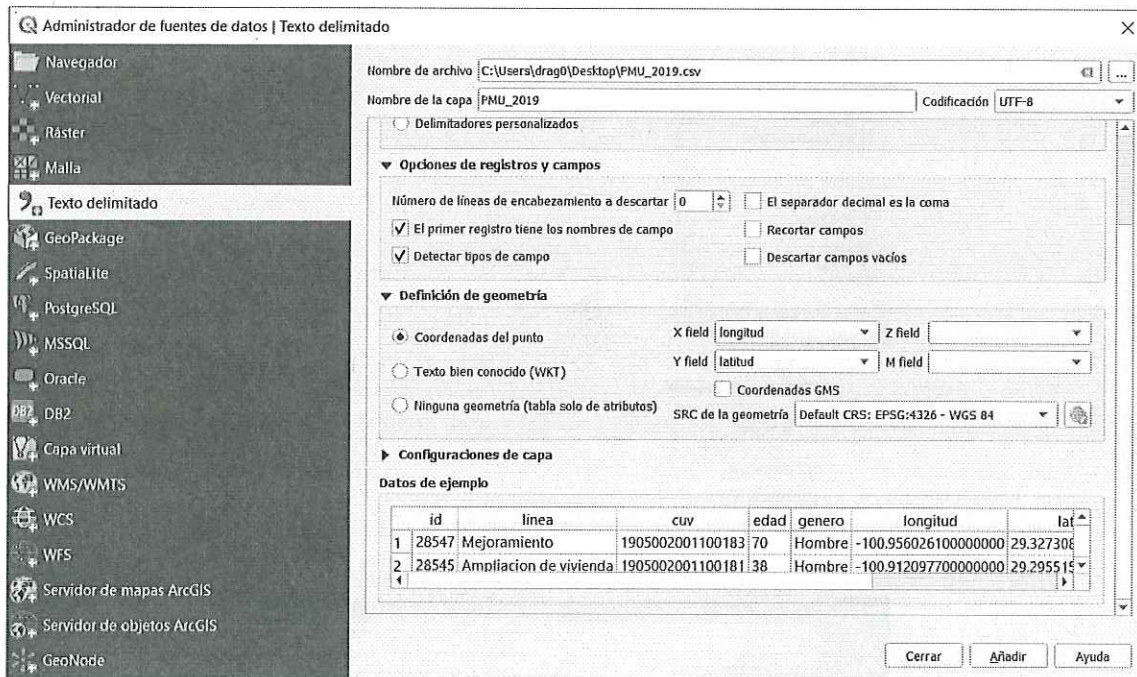 Administrador de fuentes de datos | Texto delimitado
Navegador
Vectorial
Ráster
Malla
Texto delimitado
GeoPackage
SpatiaLite
PostgreSQL
MSSQL
Oracle
DB2
Capa virtual
WMS/WMTS
WCS
WFS
Servidor de mapas ArcGIS
Servidor de objetos ArcGIS
GeoNode
Nombre de archivo C:\Users\drag0\Desktop\PMU_2019.csv ...
Nombre de la capa PMU_2019 Codificación UTF-8
Delimitadores personalizados
Opciones de registros y campos
Número de líneas de encabezamiento a descartar 0 El separador decimal es la coma
El primer registro tiene los nombres de campo Recortar campos
Detectar tipos de campo Descartar campos vacíos
Definición de geometría
Coordenadas del punto X field longitud Z field
Y field latitud M field
Texto bien conocido (WKT)
Coordenadas GMS
Ninguna geometría (tabla solo de atributos) SRC de la geometría Default CRS: EPSG:4326 - WGS 84
Configuraciones de capa
Datos de ejemplo
id linea cuv edad genero longitud lat
1 28547 Mejoramiento 1905002001100183 70 Hombre -100.956026100000000 29.327308
2 28545 Ampliacion de vivienda 1905002001100181 38 Hombre -100.912097700000000 29.295515
Cerrar Añadir Ayuda